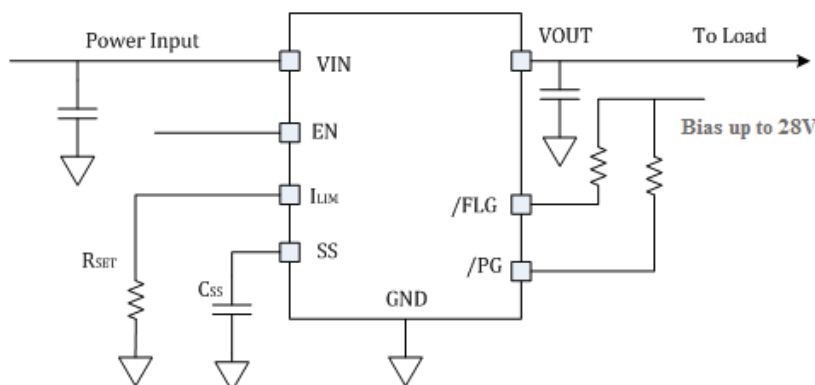 Power Input
VIN
VOUT
To Load
EN
Bias up to 28V
ILIM
/FLG
RSET
SS
CSS
/PG
GND